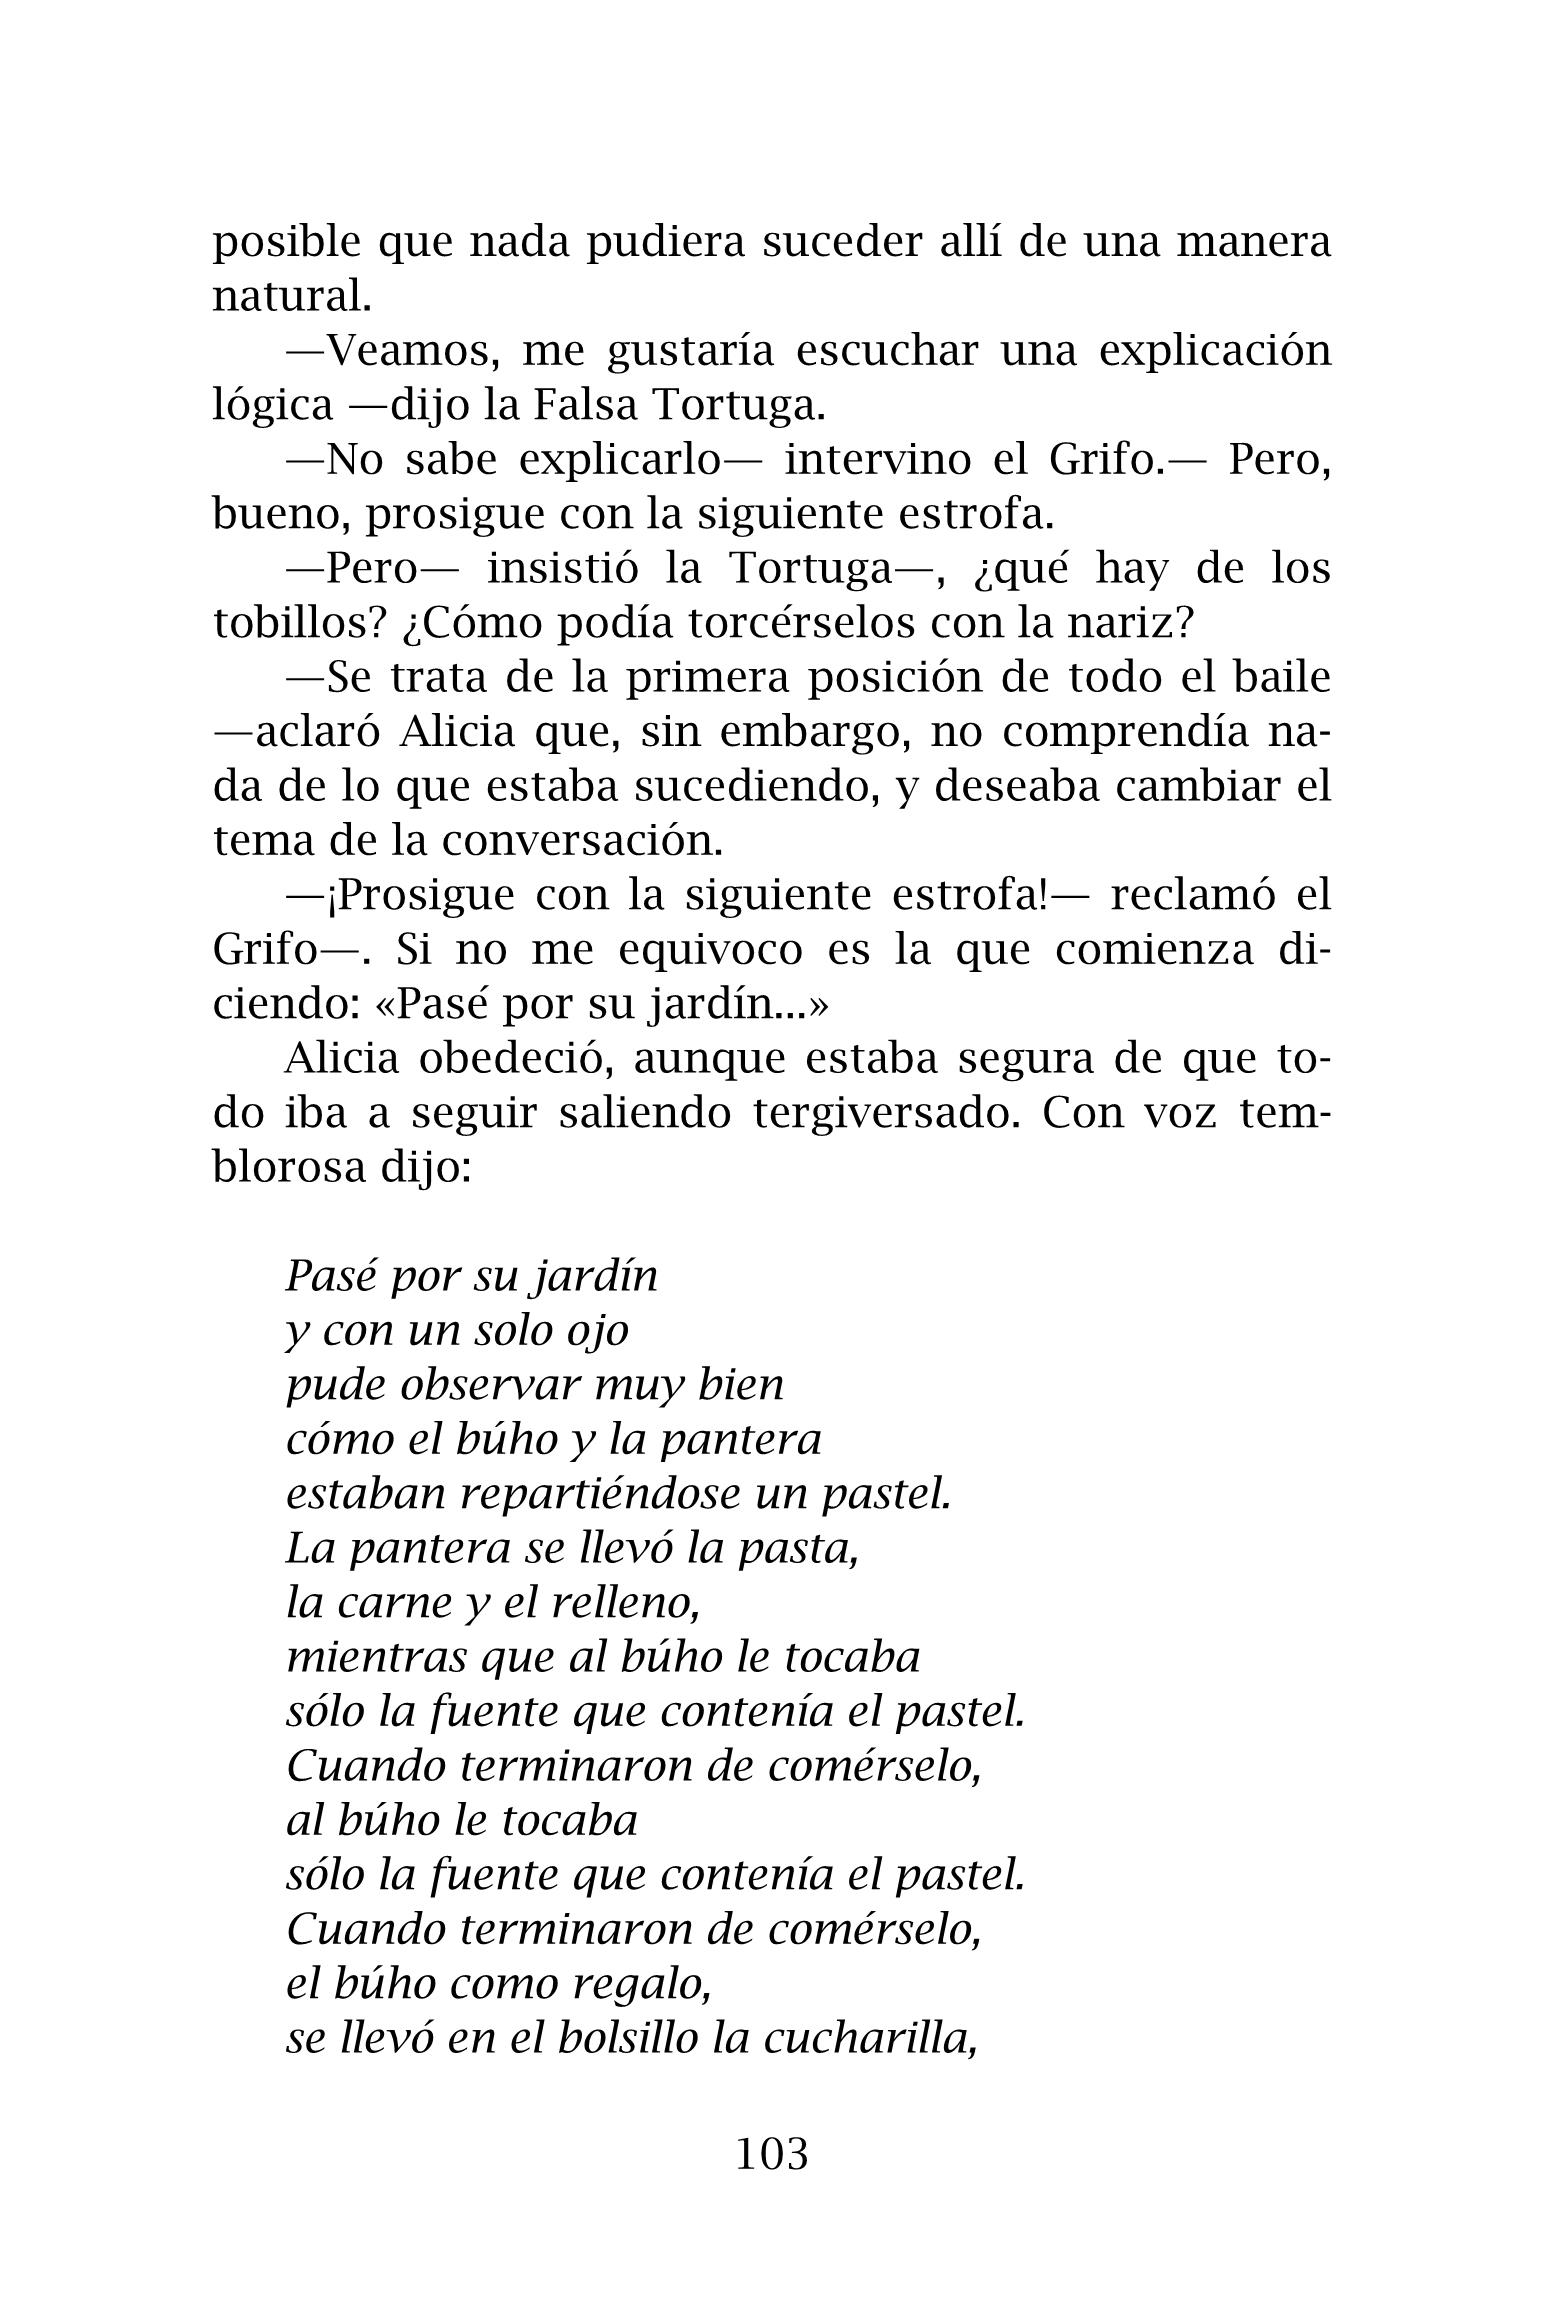 posible que nada pudiera suceder allí de una manera
natural.
—Veamos, me gustaría escuchar una explicación
lógica —dijo la Falsa Tortuga.
—No sabe explicarlo— intervino el Grifo.— Pero,
bueno, prosigue con la siguiente estrofa.
—Pero— insistió la Tortuga—, ¿qué hay de los
tobillos? ¿Cómo podía torcérselos con la nariz?
—Se trata de la primera posición de todo el baile
—aclaró Alicia que, sin embargo, no comprendía na-
da de lo que estaba sucediendo, y deseaba cambiar el
tema de la conversación.
—¡Prosigue con la siguiente estrofa!— reclamó el
Grifo—. Si no me equivoco es la que comienza di-
ciendo: «Pasé por su jardín...»
Alicia obedeció, aunque estaba segura de que to-
do iba a seguir saliendo tergiversado. Con voz tem-
blorosa dijo:
Pasé por su jardín
y con un solo ojo
pude observar muy bien
cómo el búho y la pantera
estaban repartiéndose un pastel.
La pantera se llevó la pasta,
la carne y el relleno,
mientras que al búho le tocaba
sólo la fuente que contenía el pastel.
Cuando terminaron de comérselo,
al búho le tocaba
sólo la fuente que contenía el pastel.
Cuando terminaron de comérselo,
el búho como regalo,
se llevó en el bolsillo la cucharilla,
103